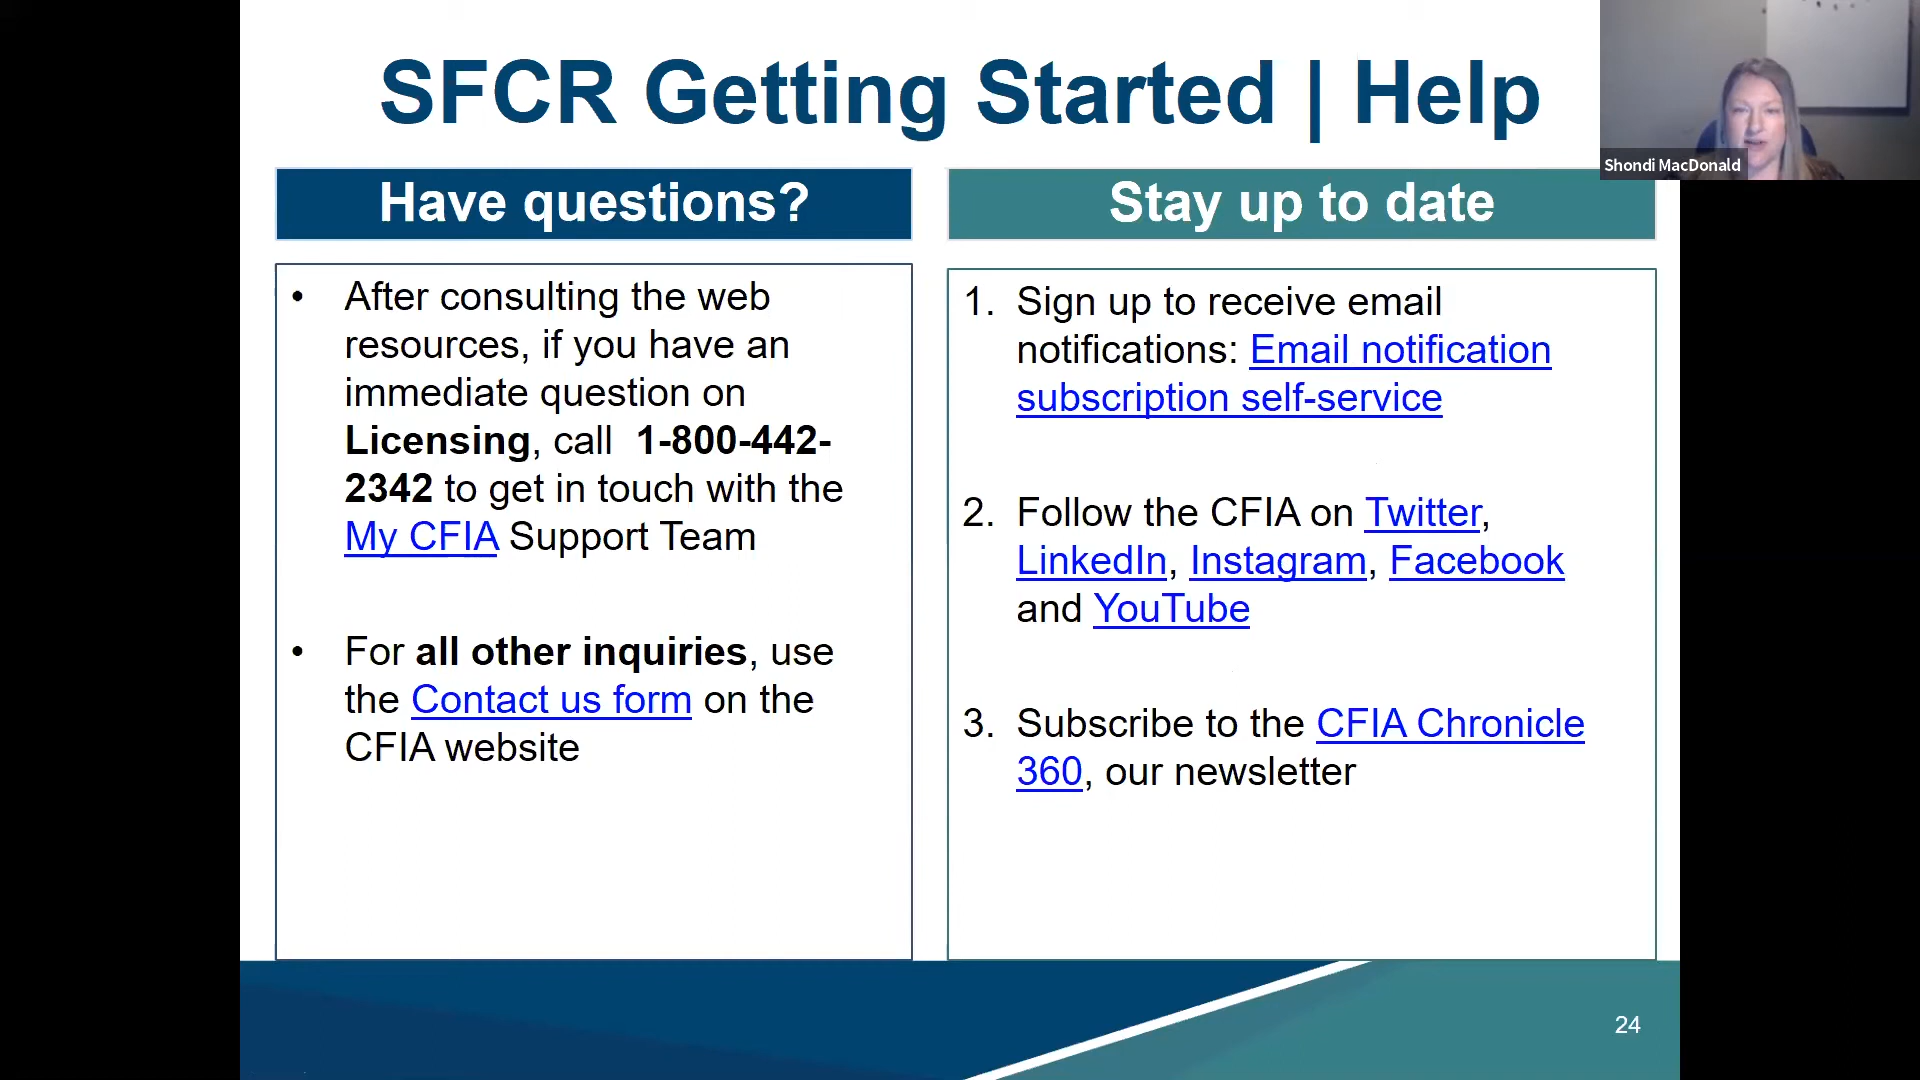 SFCR Getting Started | Help
Shondi MacDonald
Have questions?
• After consulting the web
resources, if you have an
immediate question on
Licensing, call 1-800-442-
2342 to get in touch with the
My CFIA Support Team
• For all other inquiries, use
the Contact us form on the
CFIA website
Stay up to date
1. Sign up to receive email
notifications: Email notification
subscription self-service
2. Follow the CFIA on Twitter,
LinkedIn, Instagram, Facebook
and YouTube
3. Subscribe to the CFIA Chronicle
360, our newsletter
24